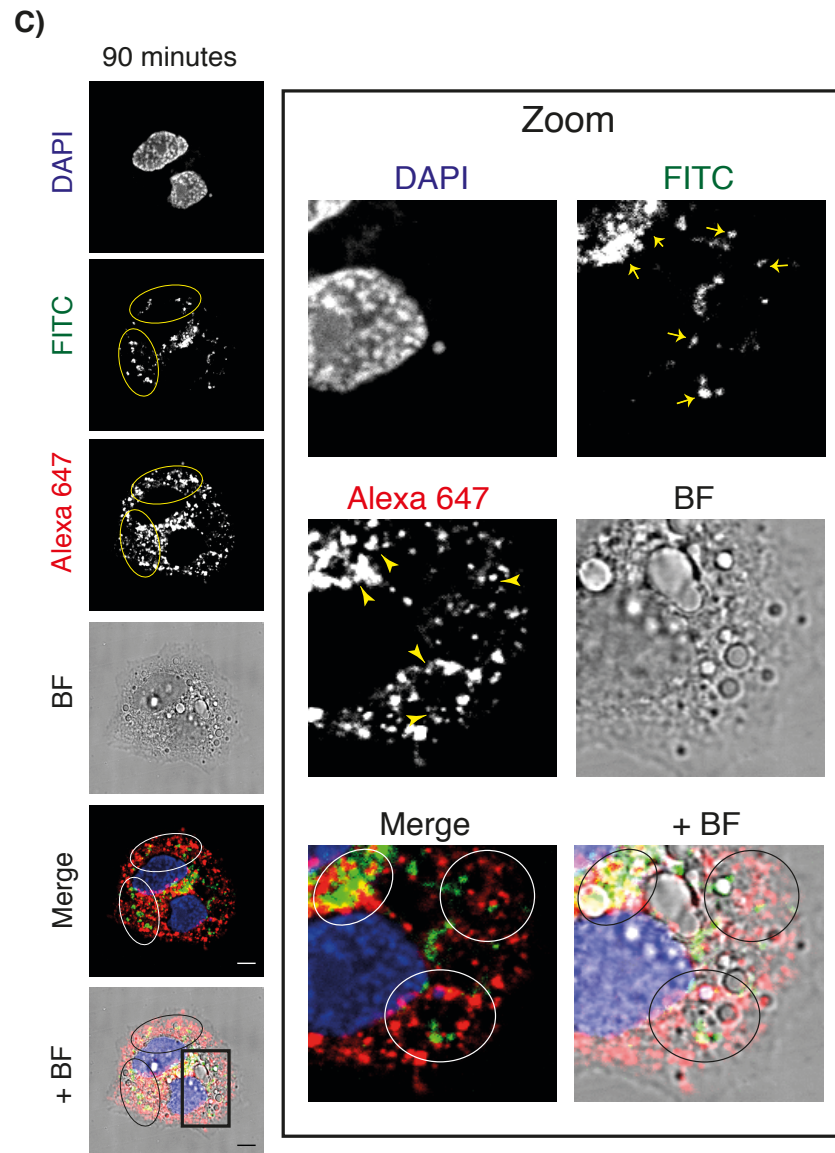 C)
90 minutes
DAPI
FITC
Alexa 647
BF
Merge
+ BF
Zoom
DAPI
FITC
Alexa 647
BF
Merge
+ BF